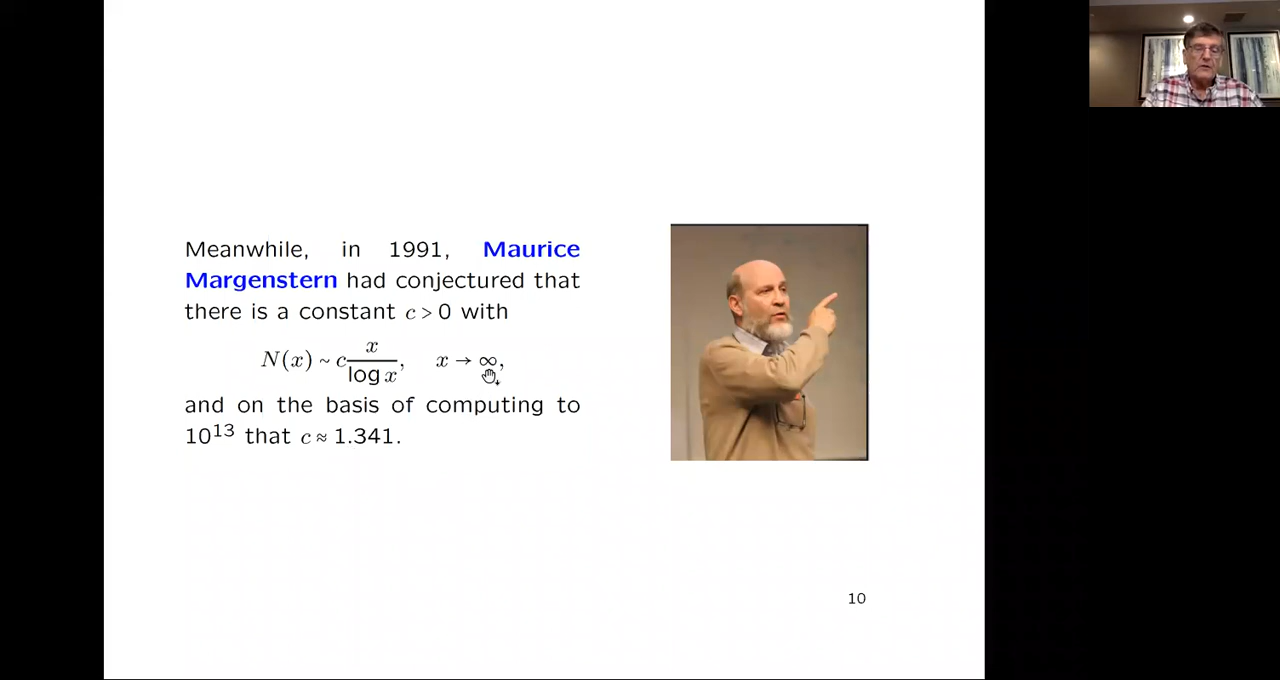 Meanwhile, in 1991, Maurice
Margenstern had conjectured that
there is a constant c > 0 with
N(x) ~ c x/log x, x → ∞,
and on the basis of computing to
10^13 that c ≈ 1.341.
10